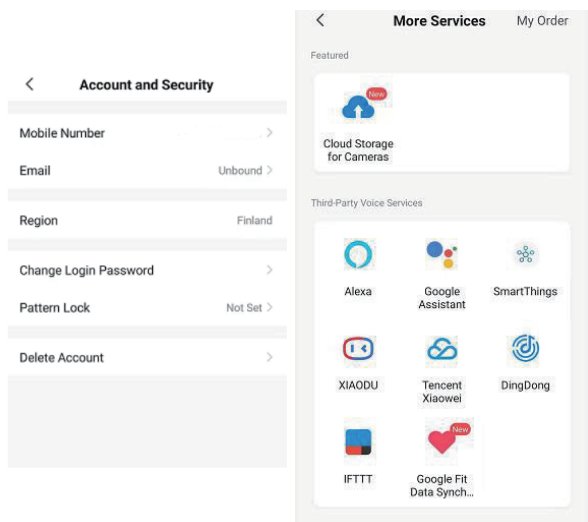 Account and Security
Mobile Number
Email Unbound
Region Finland
Change Login Password
Pattern Lock Not Set
Delete Account
More Services My Order
Featured
New
Cloud Storage
for Cameras
Third-Party Voice Services
Alexa
Google
Assistant
SmartThings
XIAODU
Tencent
Xiaowei
DingDong
IFTTT
New
Google Fit
Data Synch...